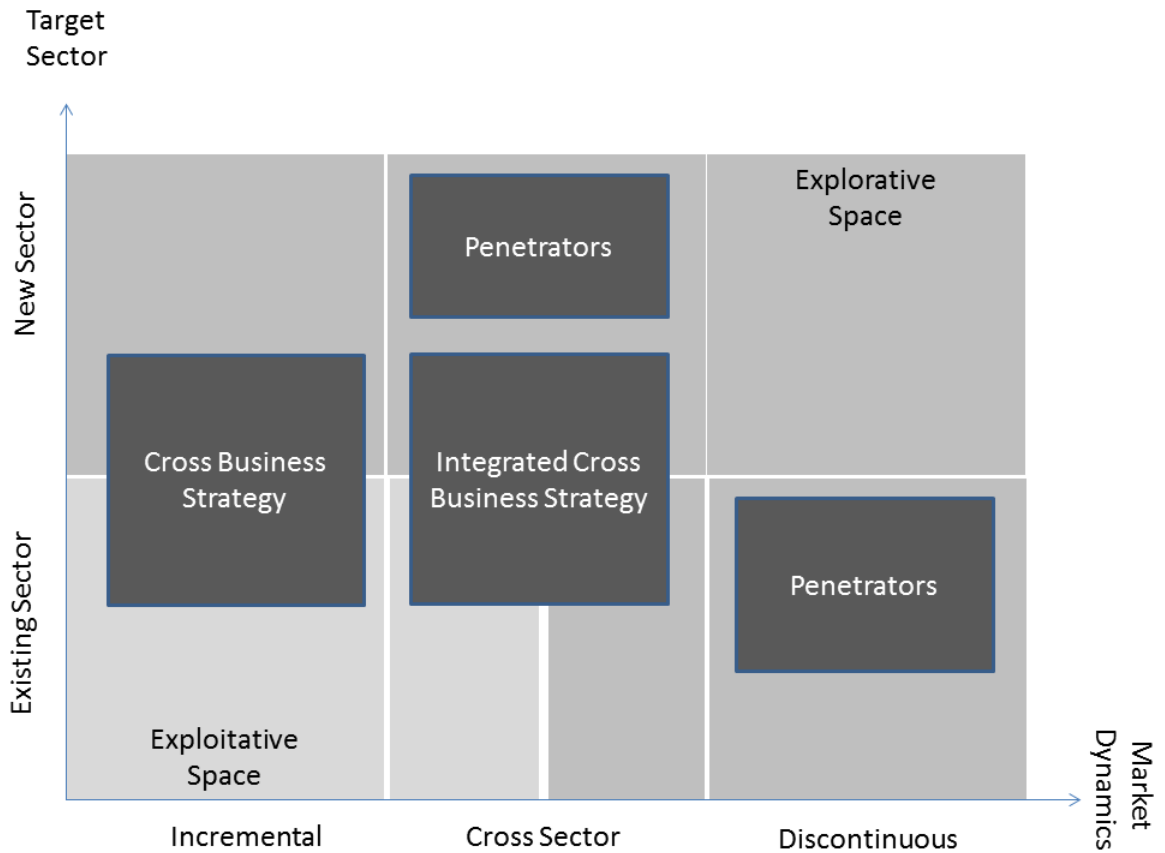 Target
Sector
New Sector
Existing Sector
Explorative
Space
Penetrators
Cross Business
Strategy
Integrated Cross
Business Strategy
Penetrators
Exploitative
Space
Incremental
Cross Sector
Discontinuous
Market
Dynamics